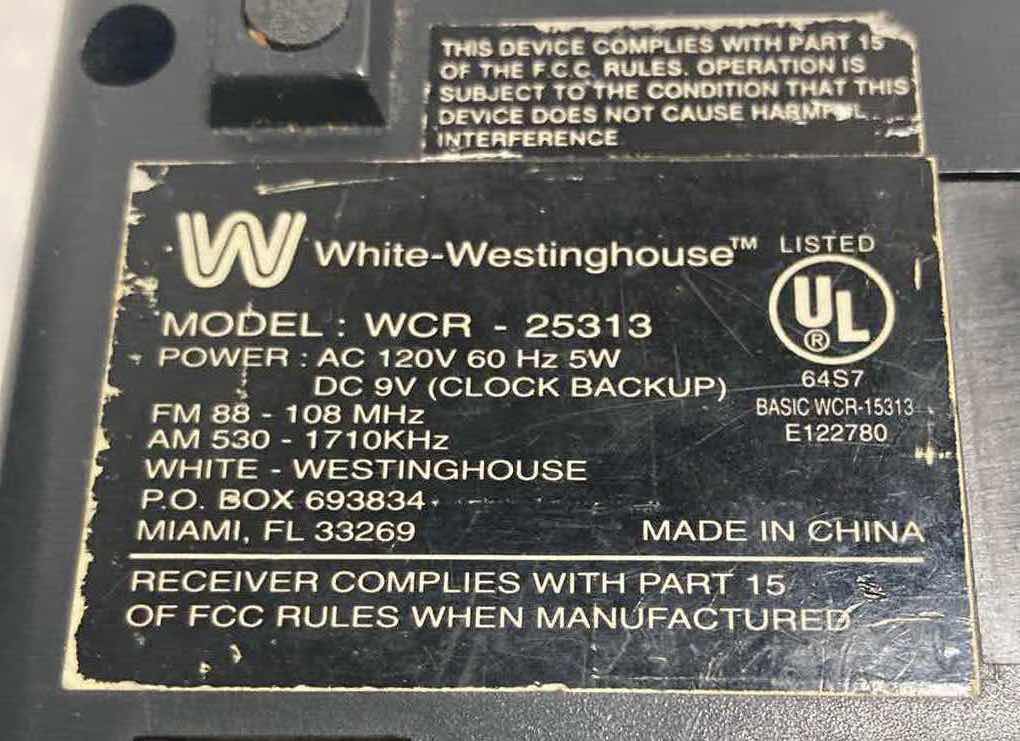 THIS DEVICE COMPLIES WITH PART 15
OF THE F.C.C. RULES. OPERATION IS
SUBJECT TO THE CONDITION THAT THIS
DEVICE DOES NOT CAUSE HARMFUL
INTERFERENCE
W White-Westinghouse™
LISTED
UL
®
64S7
BASIC WCR-15313
E122780
MODEL : WCR - 25313
POWER : AC 120V 60 Hz 5W
DC 9V (CLOCK BACKUP)
FM 88 - 108 MHz
AM 530 - 1710KHz
WHITE - WESTINGHOUSE
P.O. BOX 693834
MIAMI, FL 33269
MADE IN CHINA
RECEIVER COMPLIES WITH PART 15
OF FCC RULES WHEN MANUFACTURED